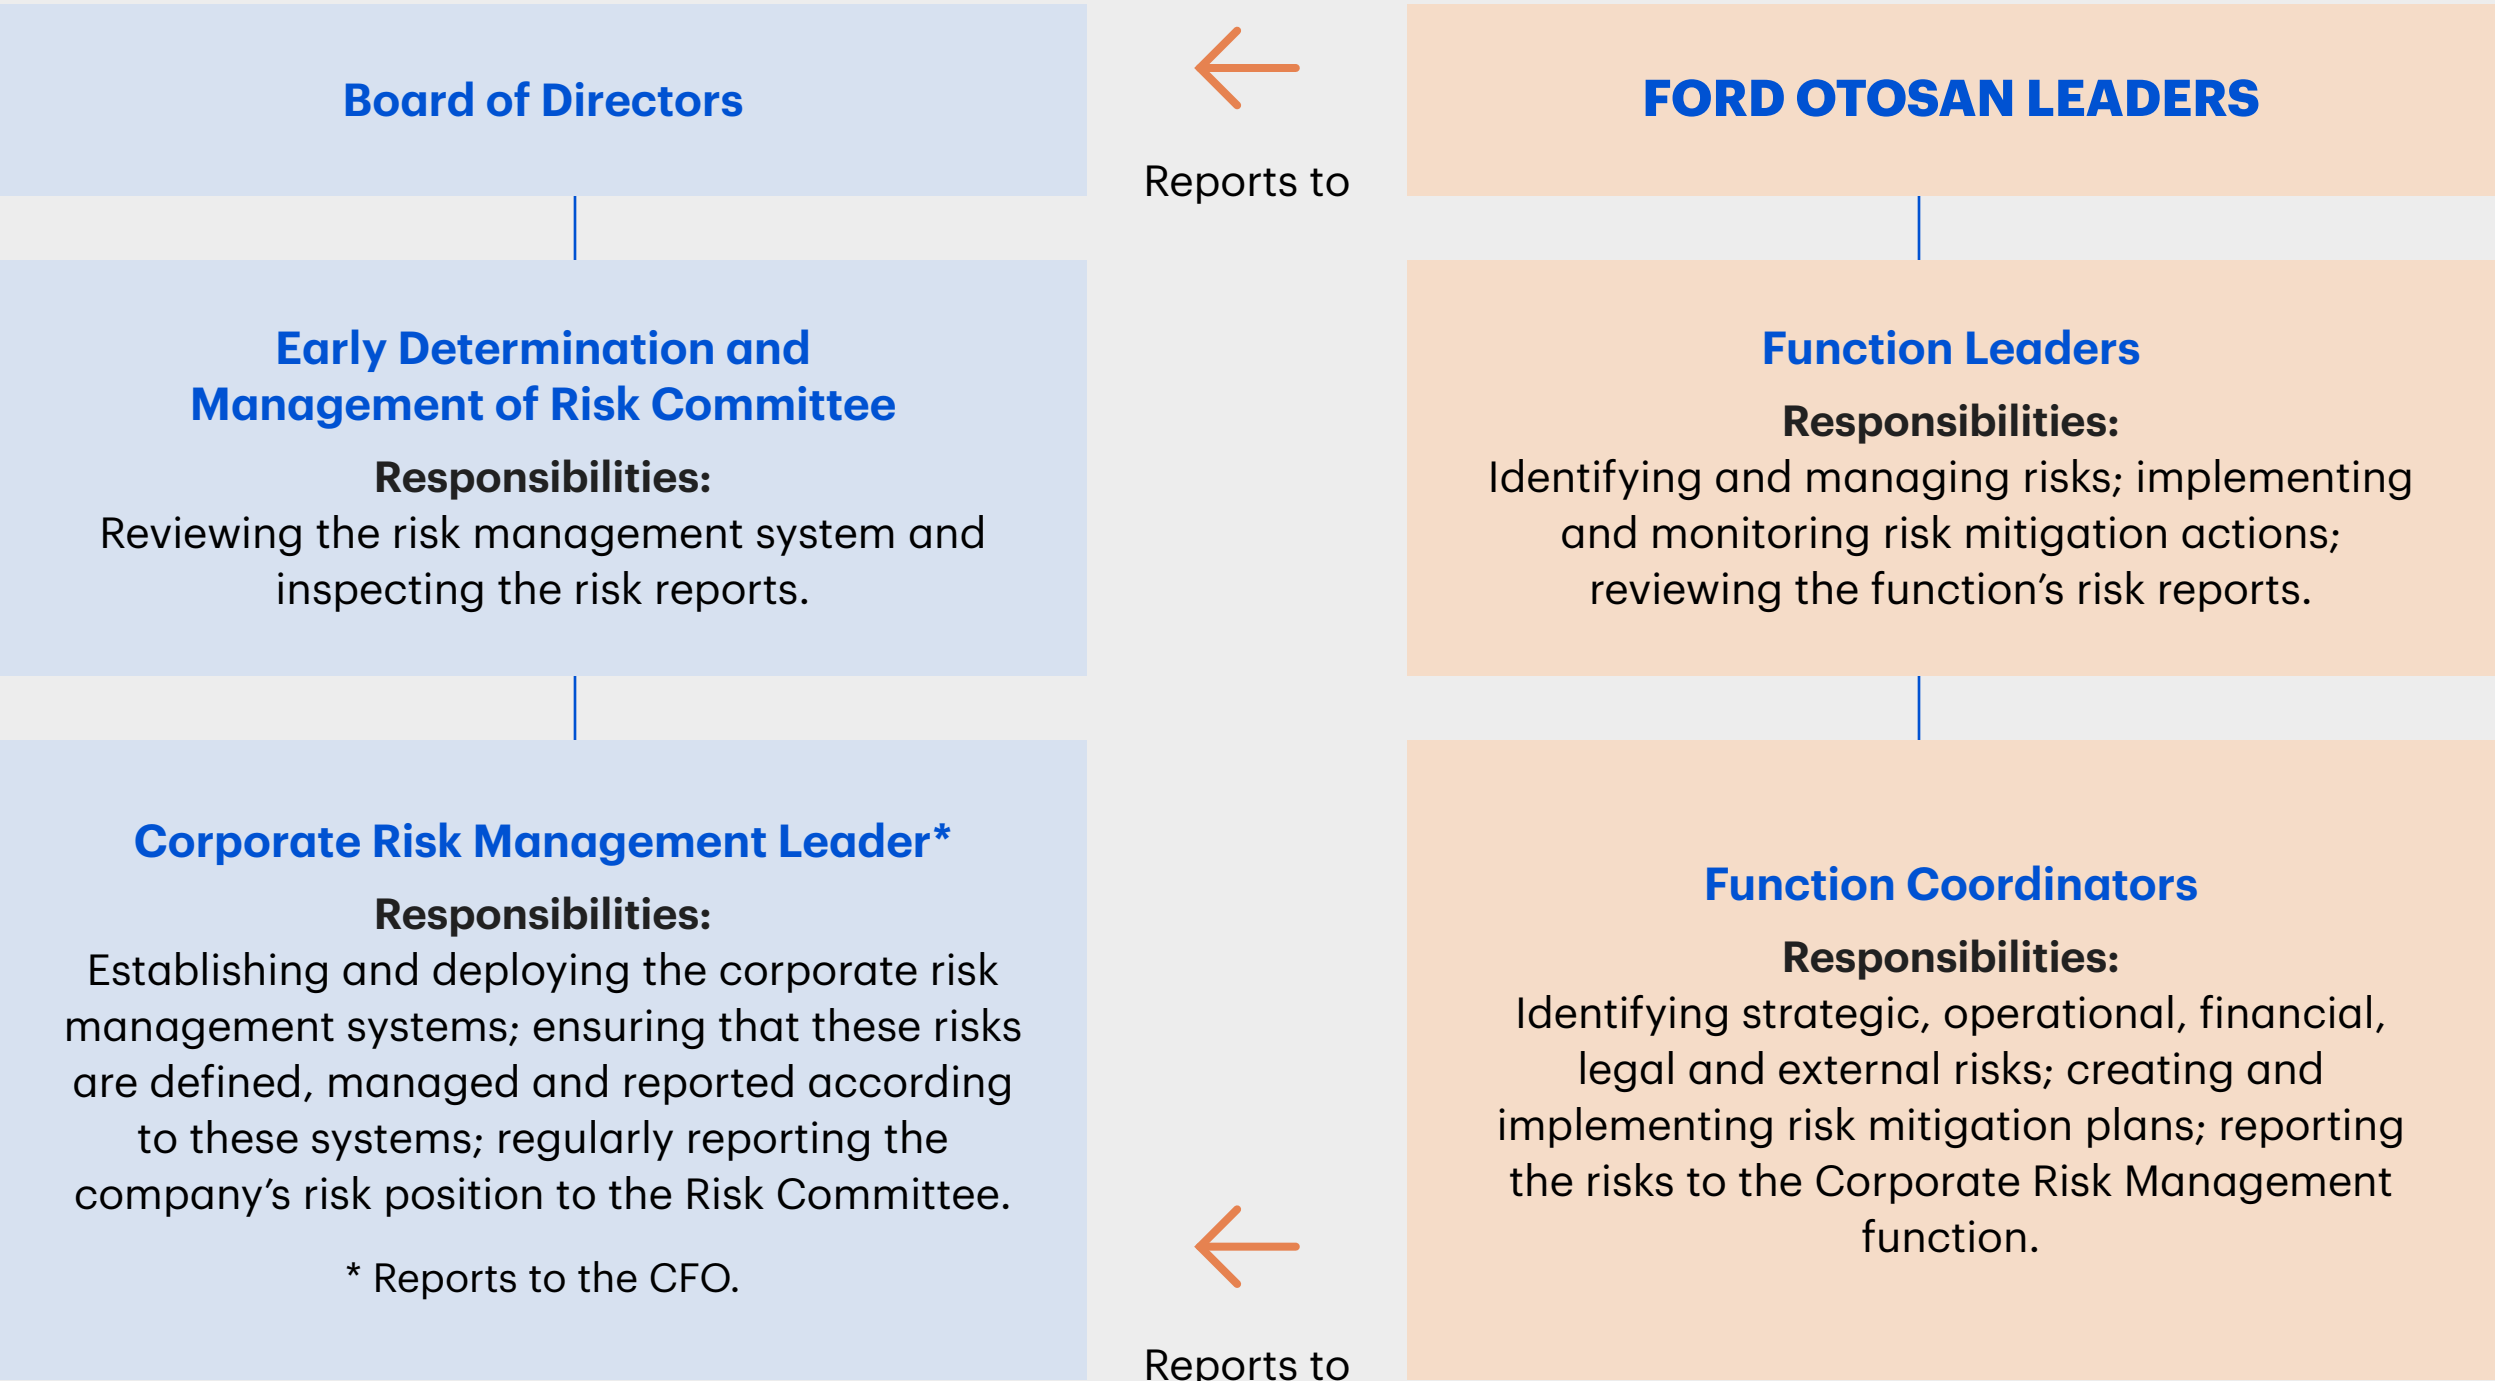 Board of Directors
Reports to
FORD OTOSAN LEADERS
Early Determination and
Management of Risk Committee
Responsibilities:
Reviewing the risk management system and
inspecting the risk reports.
Function Leaders
Responsibilities:
Identifying and managing risks; implementing
and monitoring risk mitigation actions;
reviewing the function’s risk reports.
Corporate Risk Management Leader*
Responsibilities:
Establishing and deploying the corporate risk
management systems; ensuring that these risks
are defined, managed and reported according
to these systems; regularly reporting the
company’s risk position to the Risk Committee.
* Reports to the CFO.
Reports to
Function Coordinators
Responsibilities:
Identifying strategic, operational, financial,
legal and external risks; creating and
implementing risk mitigation plans; reporting
the risks to the Corporate Risk Management
function.